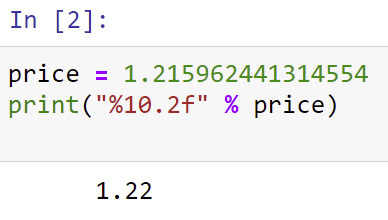 In [2]:
price = 1.215962441314554
print("%10.2f" % price)
1.22